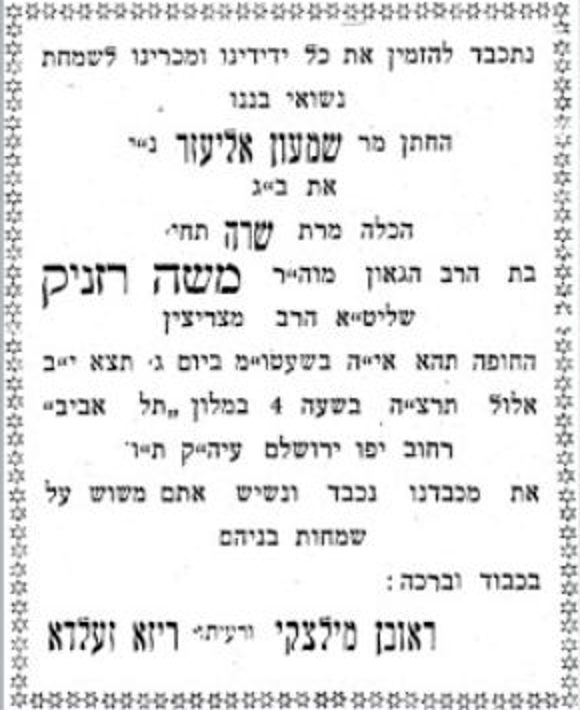 נתכבד להזמין את כל ידידינו ומכרינו לשמחת
נשואי בננו
החתן מר שמעון אליעזר נ״י
את ב״ג
הכלה מרת שרה תחי׳
בת הרב הגאון מוה״ר משה רזניק
שליט״א הרב מצריצין
החופה תהא אי״ה בשעטו״מ ביום ג׳ תצא י״ב
אלול תרצ״ה בשעה 4 במלון „תל אביב״
רחוב יפו ירושלם עיה״ק ת״ו
את מכבדנו נכבד ונשיש אתם משוש על
שמחות בניהם
בכבוד וברכה:
ראובן מילצקי ורעיתו ריזא זעלדא